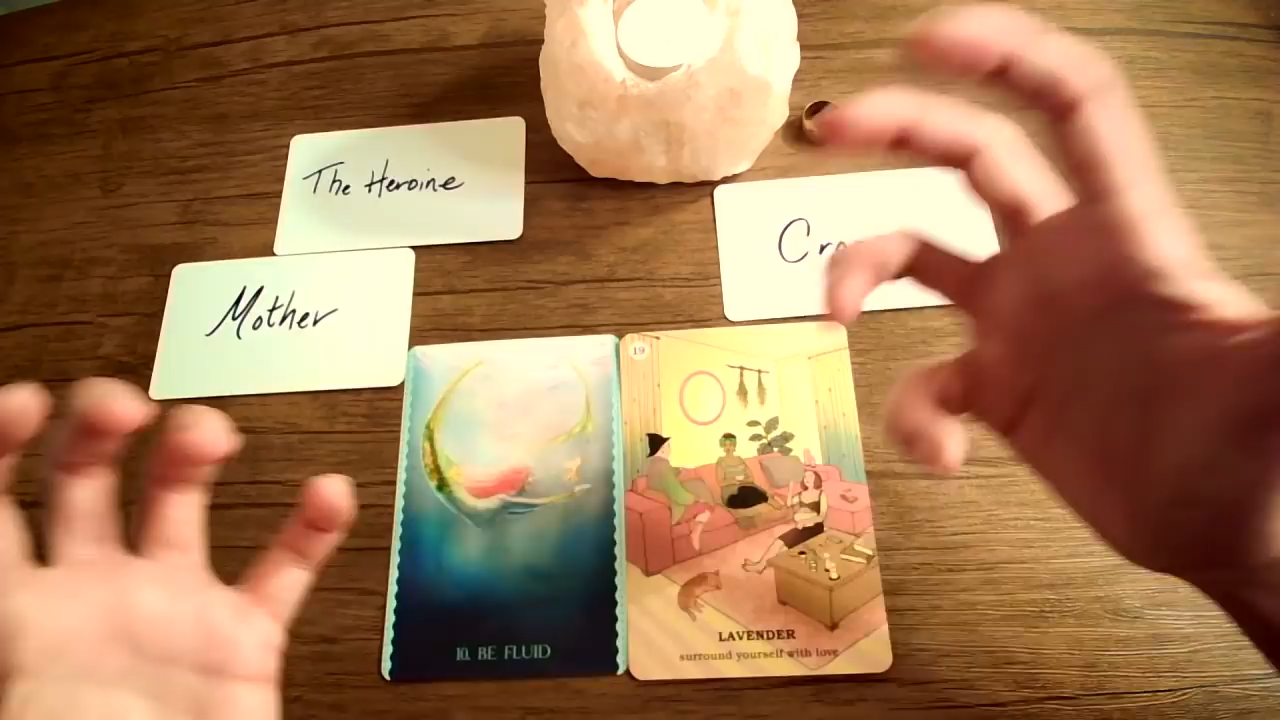 The Heroine
Mother
19
10. BE FLUID
LAVENDER
surround yourself with love